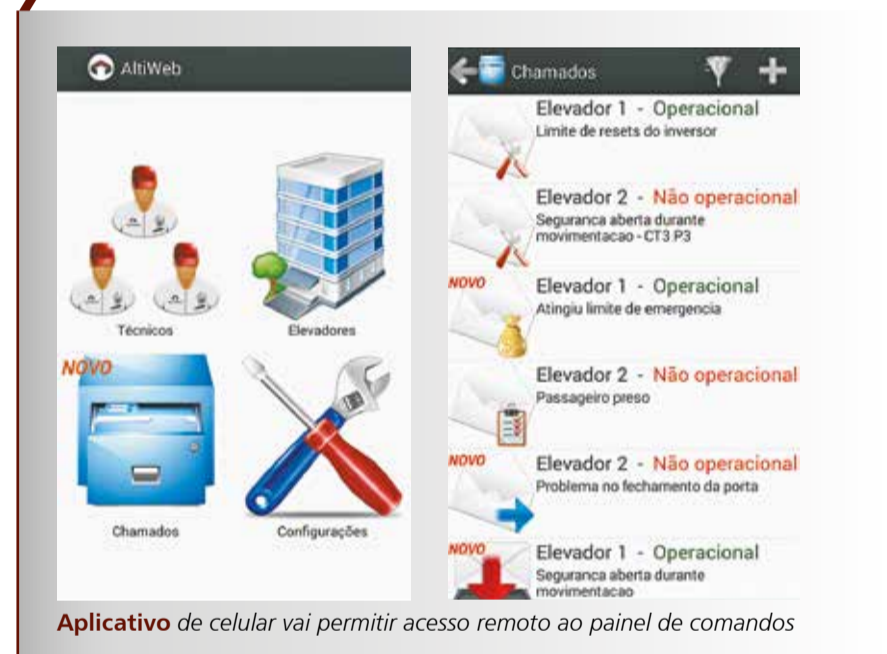 AltiWeb
Técnicos
Elevadores
NOVO
Chamados
Configurações
Chamados
Elevador 1 - Operacional
Limite de resets do inversor
Elevador 2 - Não operacional
Seguranca aberta durante
movimentacao - CT3 P3
NOVO
Elevador 1 - Operacional
Atingiu limite de emergencia
Elevador 2 - Não operacional
Passageiro preso
NOVO
Elevador 2 - Não operacional
Problema no fechamento da porta
NOVO
Elevador 1 - Operacional
Seguranca aberta durante
movimentacao
Aplicativo de celular vai permitir acesso remoto ao painel de comandos